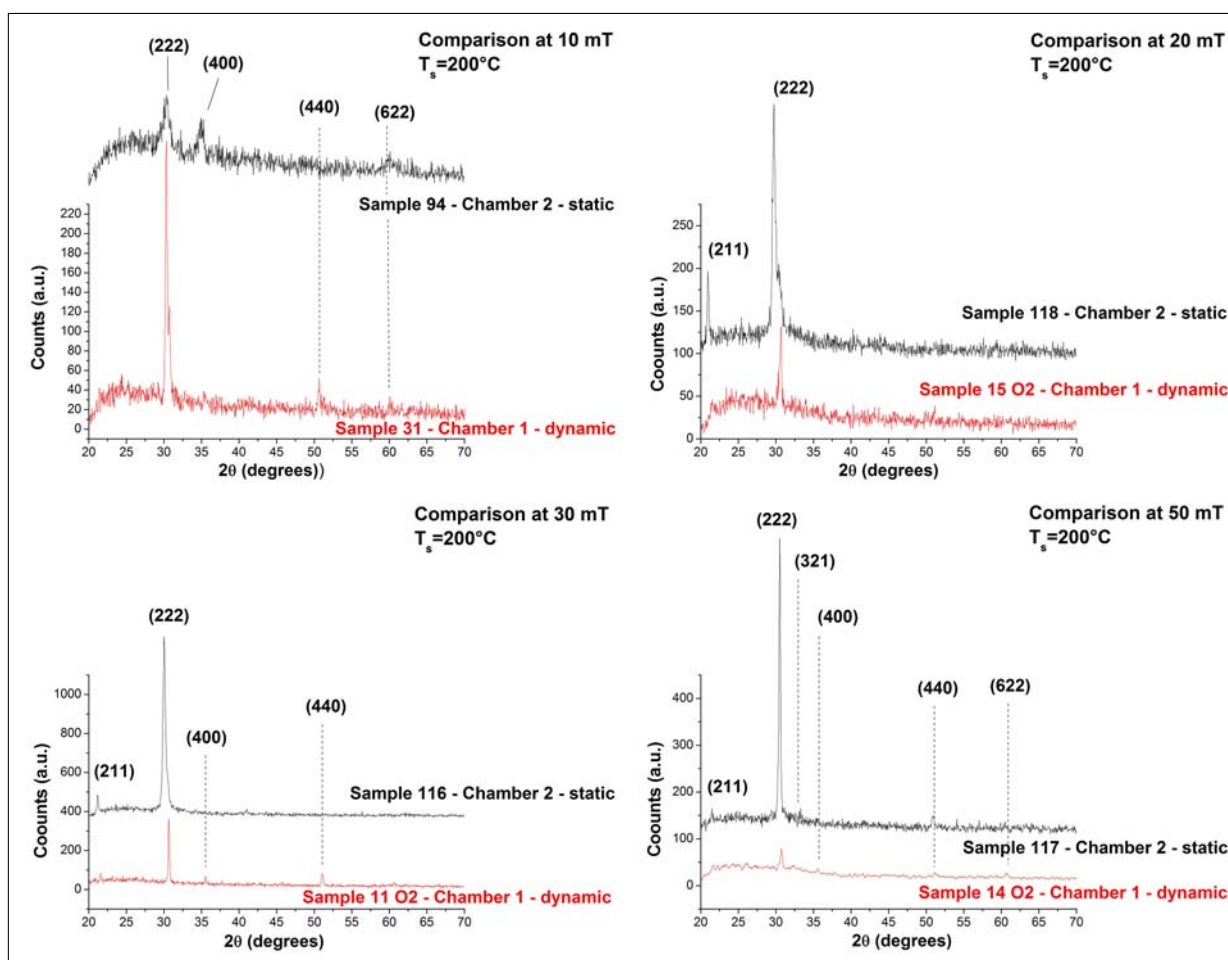 Comparison at 10 mT
Tₛ=200°C
(222)
(400)
(440)
(622)
Sample 94 - Chamber 2 - static
Sample 31 - Chamber 1 - dynamic
Counts (a.u.)
220
200
180
160
140
120
100
80
60
40
20
0
20 25 30 35 40 45 50 55 60 65 70
2θ (degrees))
Comparison at 20 mT
Tₛ=200°C
(222)
(211)
Sample 118 - Chamber 2 - static
Sample 15 O2 - Chamber 1 - dynamic
Coounts (a.u.)
250
200
150
100
50
0
20 25 30 35 40 45 50 55 60 65 70
2θ (degrees)
Comparison at 30 mT
Tₛ=200°C
(222)
(440)
(400)
(211)
Sample 116 - Chamber 2 - static
Sample 11 O2 - Chamber 1 - dynamic
Coounts (a.u.)
1000
800
600
400
200
0
20 25 30 35 40 45 50 55 60 65 70
2θ (degrees)
Comparison at 50 mT
Tₛ=200°C
(222)
(321)
(400)
(440)
(622)
(211)
Sample 117 - Chamber 2 - static
Sample 14 O2 - Chamber 1 - dynamic
Coounts (a.u.)
400
300
200
150
100
50
0
20 25 30 35 40 45 50 55 60 65 70
2θ (degrees)